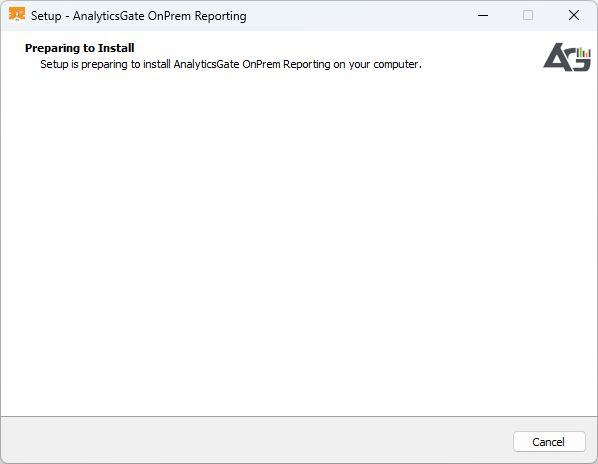 Setup - AnalyticsGate OnPrem Reporting
Preparing to Install
Setup is preparing to install AnalyticsGate OnPrem Reporting on your computer.
AG
Cancel